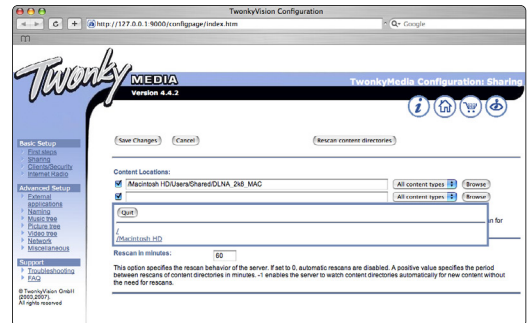 TwonkyVision Configuration
http://127.0.0.1:9000/configpage/index.htm
Google
Twonky
MEDIA
Version 4.4.2
TwonkyMedia Configuration: Sharing
Save Changes
Cancel
Rescan content directories
Basic Setup
First steps
Sharing
Clients/Security
Internet Radio
Advanced Setup
External applications
Naming
Music tree
Picture tree
Video tree
Network
Miscellaneous
Support
Troubleshooting
FAQ
© TwonkyVision GmbH
(2003,2007).
All rights reserved
Content Locations:
/Macintosh HD/Users/Shared/DLNA_2k8_MAC
All content types
Browse
All content types
Browse
Quit
/
/Macintosh HD
an for
Rescan in minutes:
60
This option specifies the rescan behavior of the server. If set to 0, automatic rescans are disabled. A positive value specifies the period
between rescans of content directories in minutes. -1 enables the server to watch content directories automatically for new content without
the need for rescans.